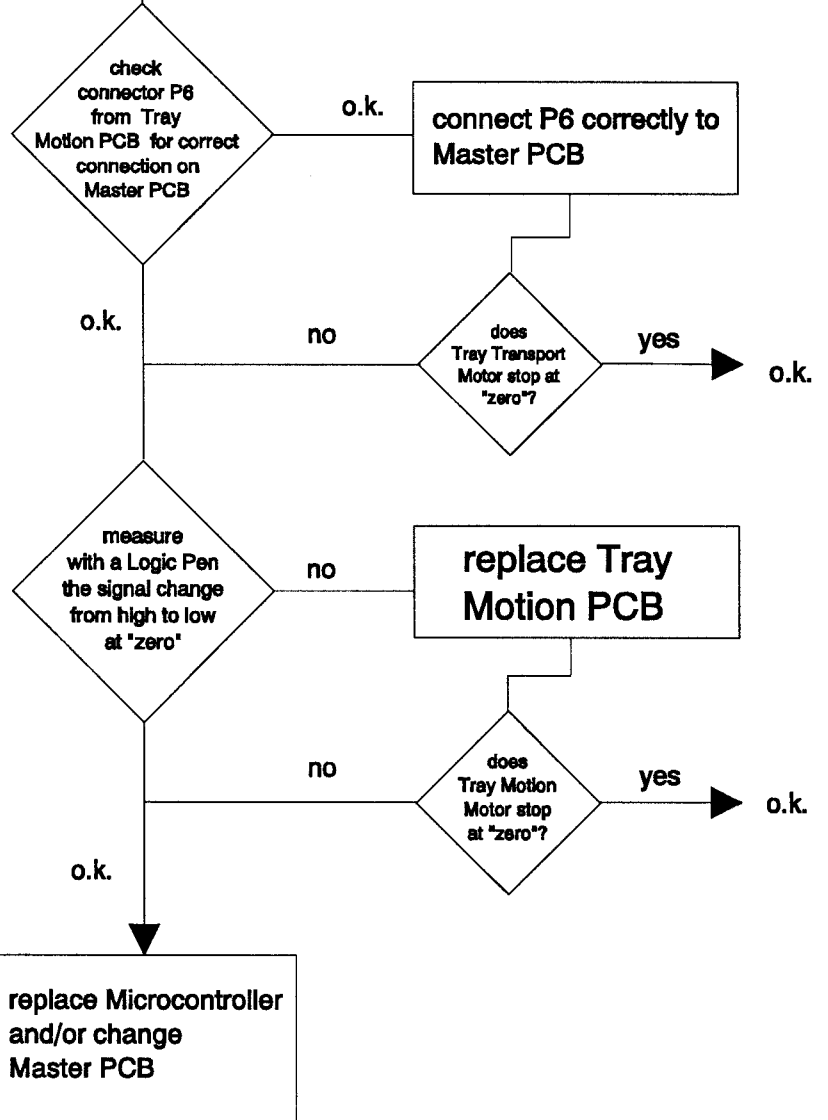 check
connector P6
from Tray
Motion PCB for correct
connection on
Master PCB
o.k.
connect P6 correctly to
Master PCB
o.k.
no
does
Tray Transport
Motor stop at
"zero"?
yes
o.k.
measure
with a Logic Pen
the signal change
from high to low
at "zero"
no
replace Tray
Motion PCB
no
does
Tray Motion
Motor stop
at "zero"?
yes
o.k.
o.k.
replace Microcontroller
and/or change
Master PCB